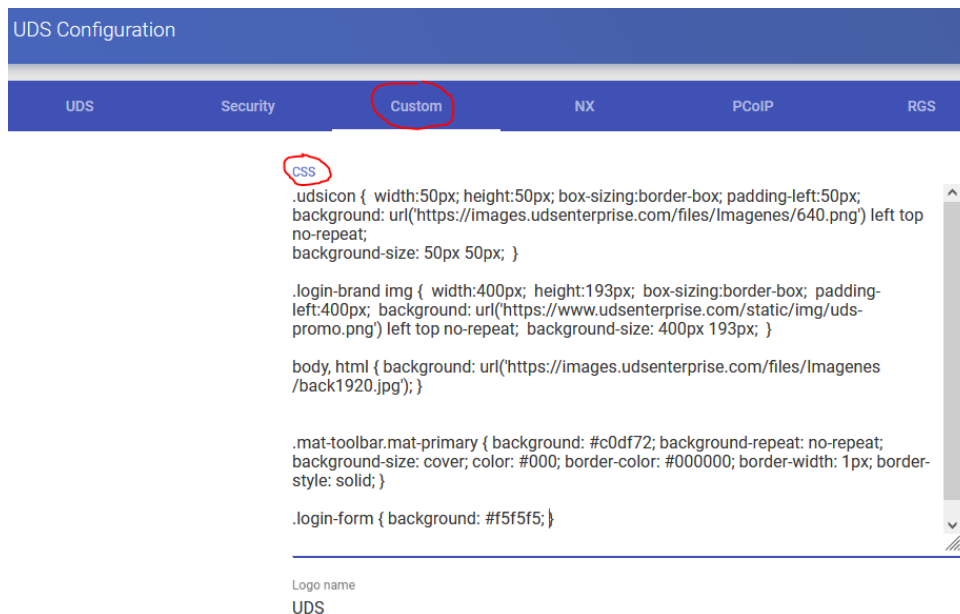 UDS Configuration
UDS Security Custom NX PCoIP RGS
CSS
.udsicon {  width:50px; height:50px; box-sizing:border-box; padding-left:50px;
background: url('https://images.udsenterprise.com/files/Imagenes/640.png') left top
no-repeat;
background-size: 50px 50px;  }
.login-brand img {  width:400px;  height:193px;  box-sizing:border-box;  padding-
left:400px;  background: url('https://www.udsenterprise.com/static/img/uds-
promo.png') left top no-repeat;  background-size: 400px 193px;  }
body, html { background: url('https://images.udsenterprise.com/files/Imagenes
/back1920.jpg'); }
.mat-toolbar.mat-primary { background: #c0df72; background-repeat: no-repeat;
background-size: cover; color: #000; border-color: #000000; border-width: 1px; border-
style: solid; }
.login-form { background: #f5f5f5; }
Logo name
UDS